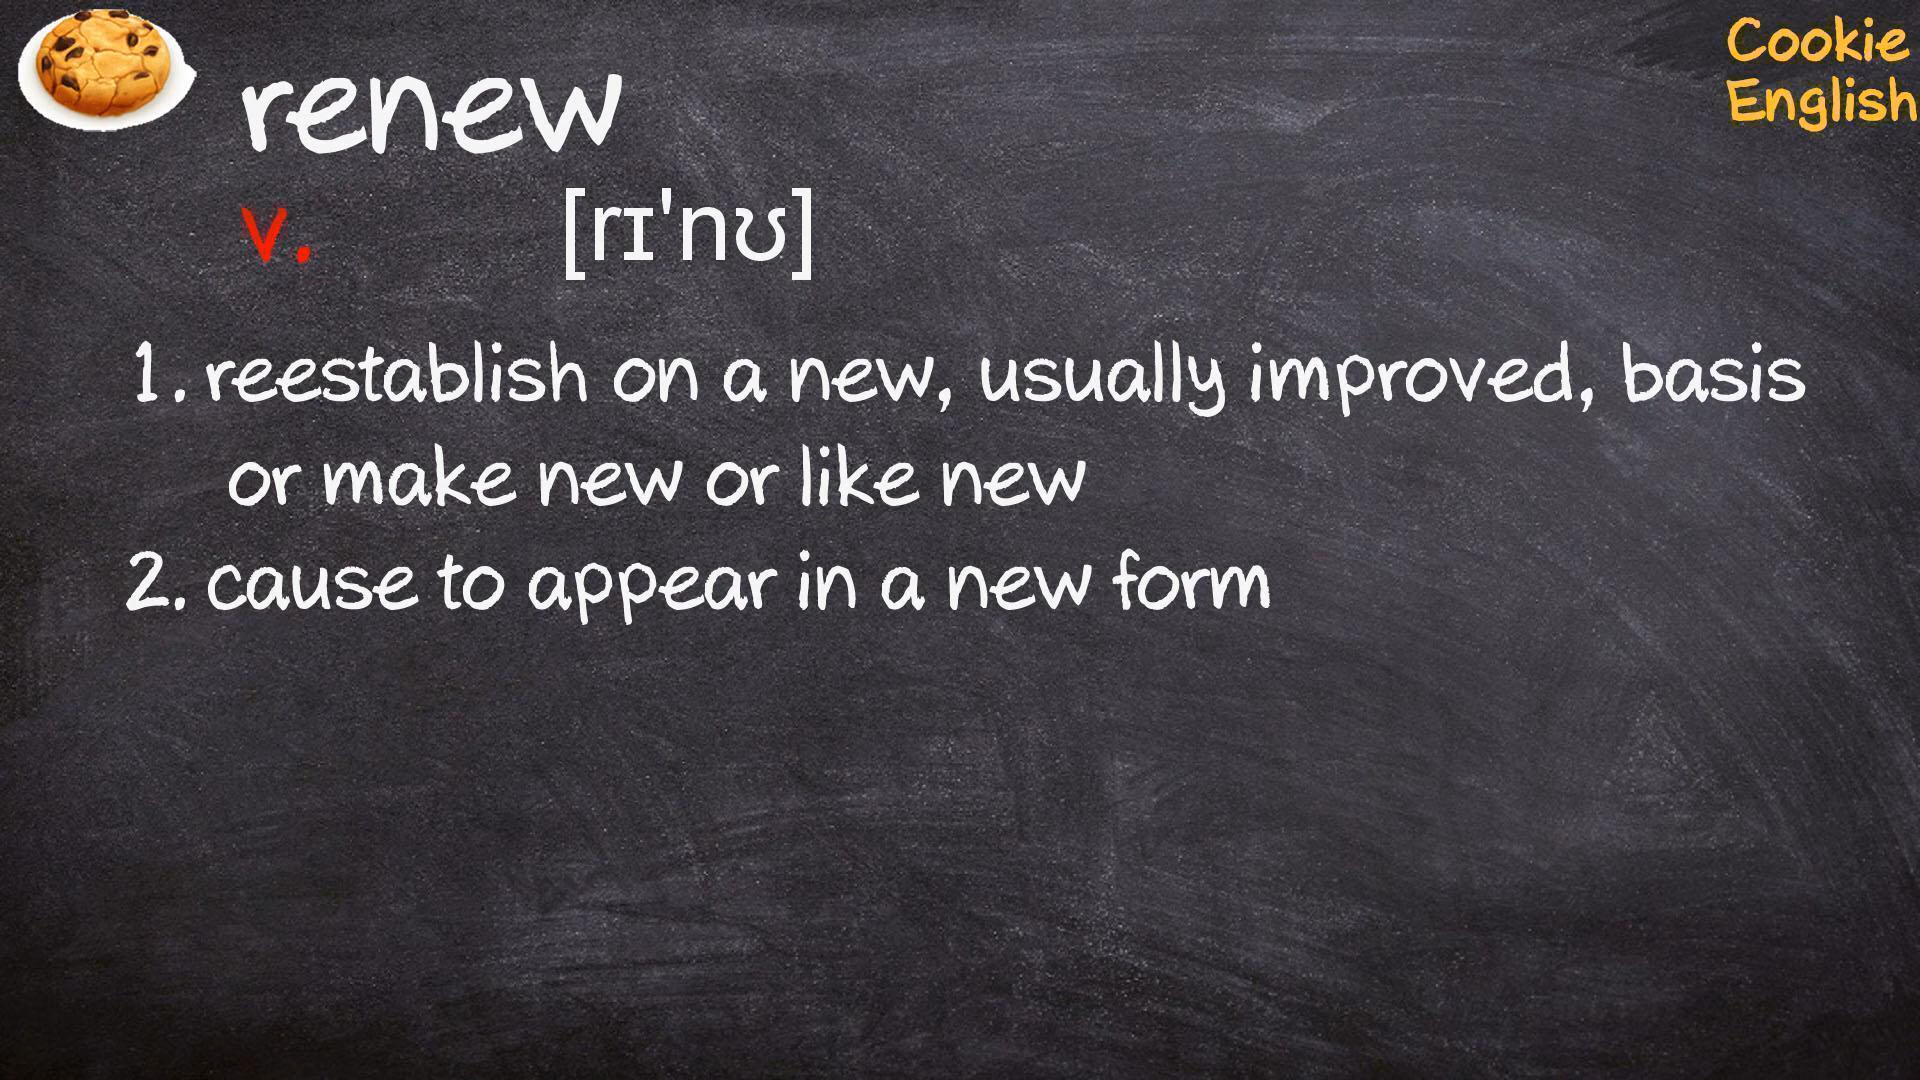 renew
Cookie
English
v. [rɪ'nʊ]
1. reestablish on a new, usually improved, basis
or make new or like new
2. cause to appear in a new form